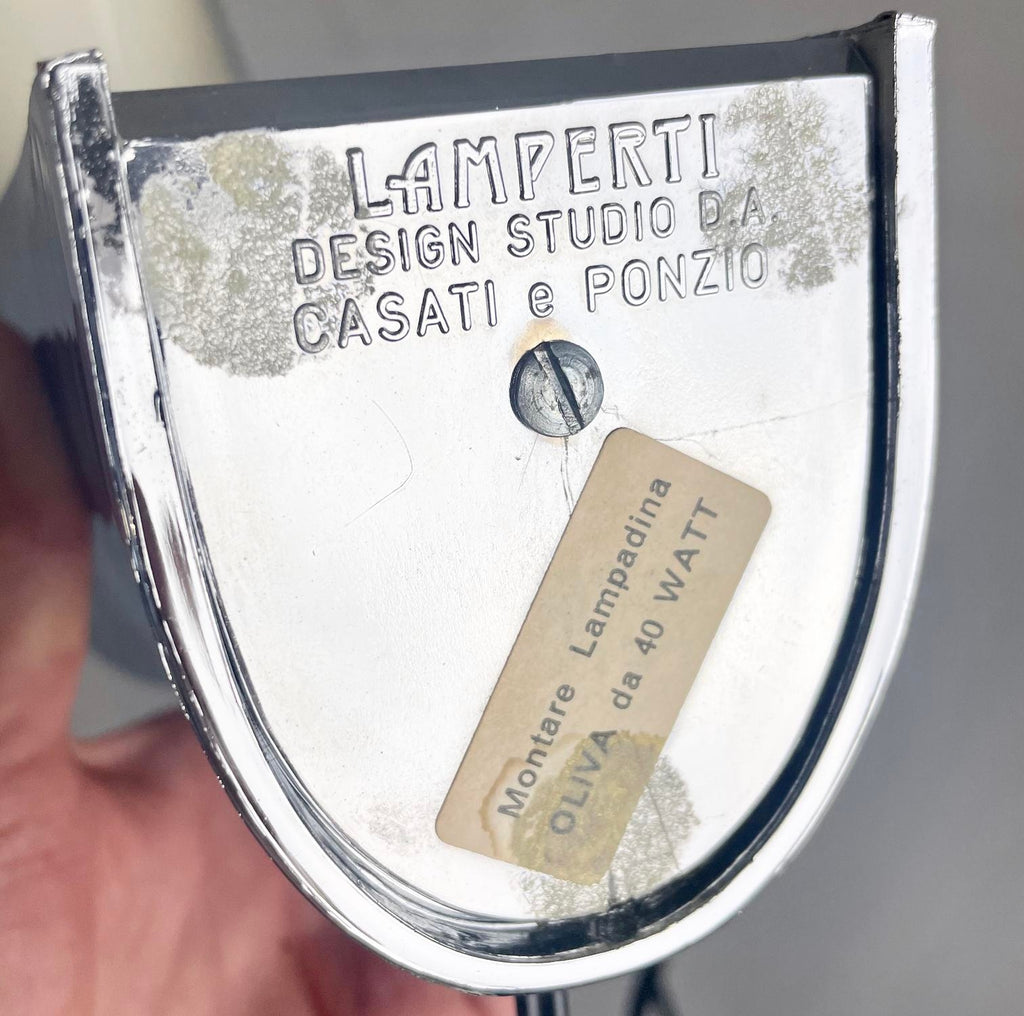 LAMPERTI
DESIGN STUDIO D.A.
CASATI e PONZIO
Montare Lampadina
OLIVA da 40 WATT